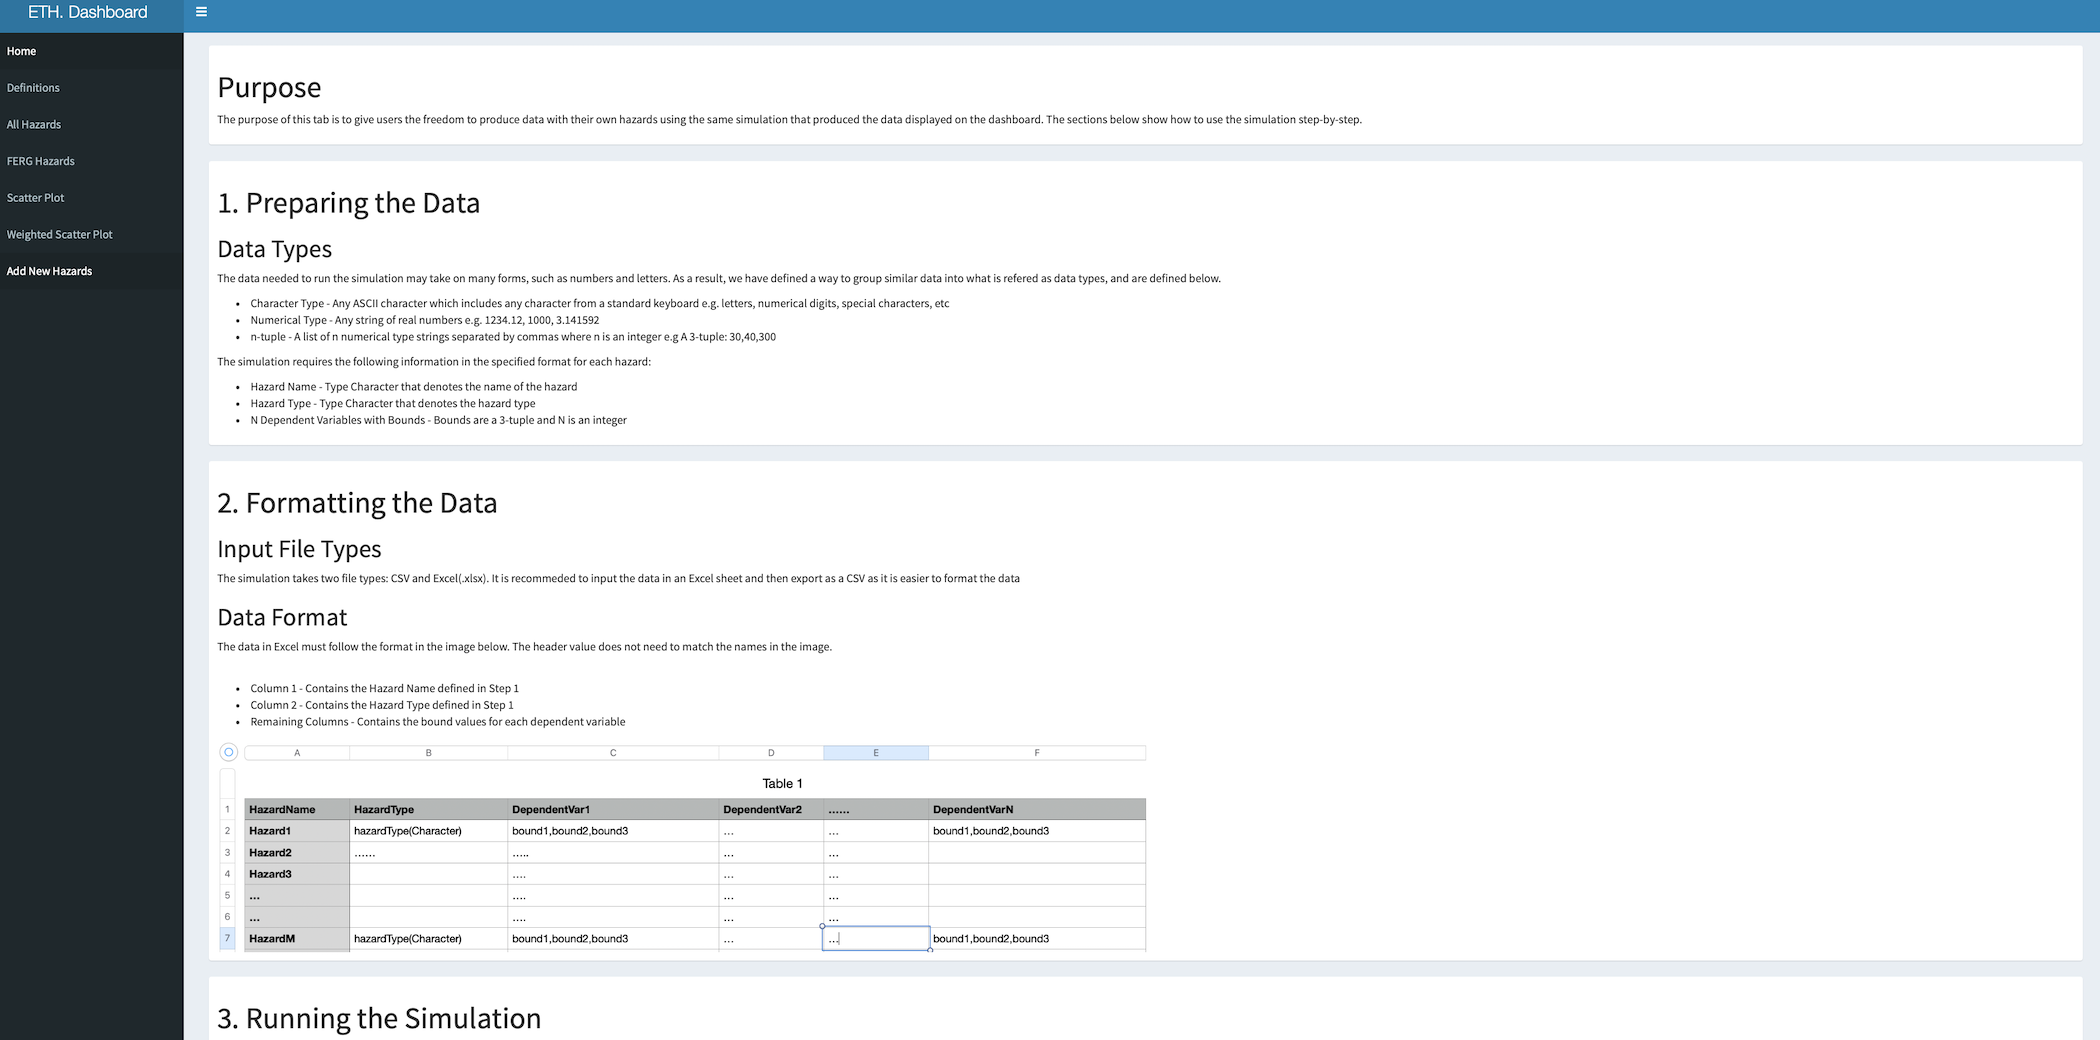 ETH. Dashboard
Home
Definitions
All Hazards
FERG Hazards
Scatter Plot
Weighted Scatter Plot
Add New Hazards
Purpose
The purpose of this tab is to give users the freedom to produce data with their own hazards using the same simulation that produced the data displayed on the dashboard. The sections below show how to use the simulation step-by-step.
1. Preparing the Data
Data Types
The data needed to run the simulation may take on many forms, such as numbers and letters. As a result, we have defined a way to group similar data into what is refered as data types, and are defined below.
• Character Type - Any ASCII character which includes any character from a standard keyboard e.g. letters, numerical digits, special characters, etc
• Numerical Type - Any string of real numbers e.g. 1234.12, 1000, 3.141592
• n-tuple - A list of n numerical type strings separated by commas where n is an integer e.g A 3-tuple: 30,40,300
The simulation requires the following information in the specified format for each hazard:
• Hazard Name - Type Character that denotes the name of the hazard
• Hazard Type - Type Character that denotes the hazard type
• N Dependent Variables with Bounds - Bounds are a 3-tuple and N is an integer
2. Formatting the Data
Input File Types
The simulation takes two file types: CSV and Excel(.xlsx). It is recommeded to input the data in an Excel sheet and then export as a CSV as it is easier to format the data
Data Format
The data in Excel must follow the format in the image below. The header value does not need to match the names in the image.
• Column 1 - Contains the Hazard Name defined in Step 1
• Column 2 - Contains the Hazard Type defined in Step 1
• Remaining Columns - Contains the bound values for each dependent variable
A B C D E F
Table 1
1 HazardName HazardType DependentVar1 DependentVar2 ...... DependentVarN
2 Hazard1 hazardType(Character) bound1,bound2,bound3 ... ... bound1,bound2,bound3
3 Hazard2 ...... ..... ... ...
4 Hazard3 .... ... ...
5 ... .... ... ...
6 ... .... ... ...
7 HazardM hazardType(Character) bound1,bound2,bound3 ... ... bound1,bound2,bound3
3. Running the Simulation